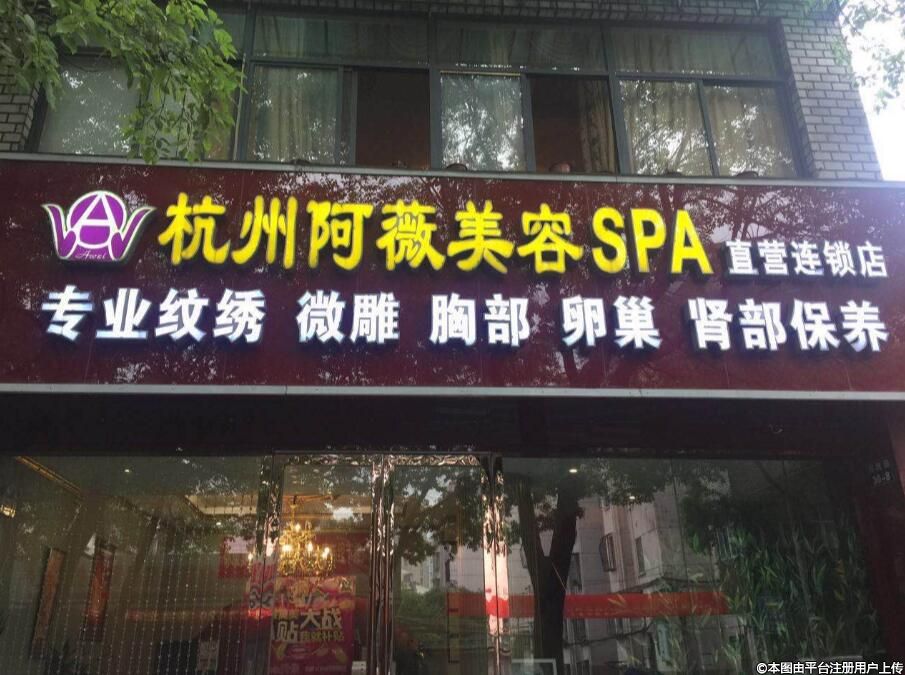 杭州阿薇美容SPA 直营连锁店
Awei
专业纹绣 微雕 胸部 卵巢 肾部保养
大战
©本图由平台注册用户上传